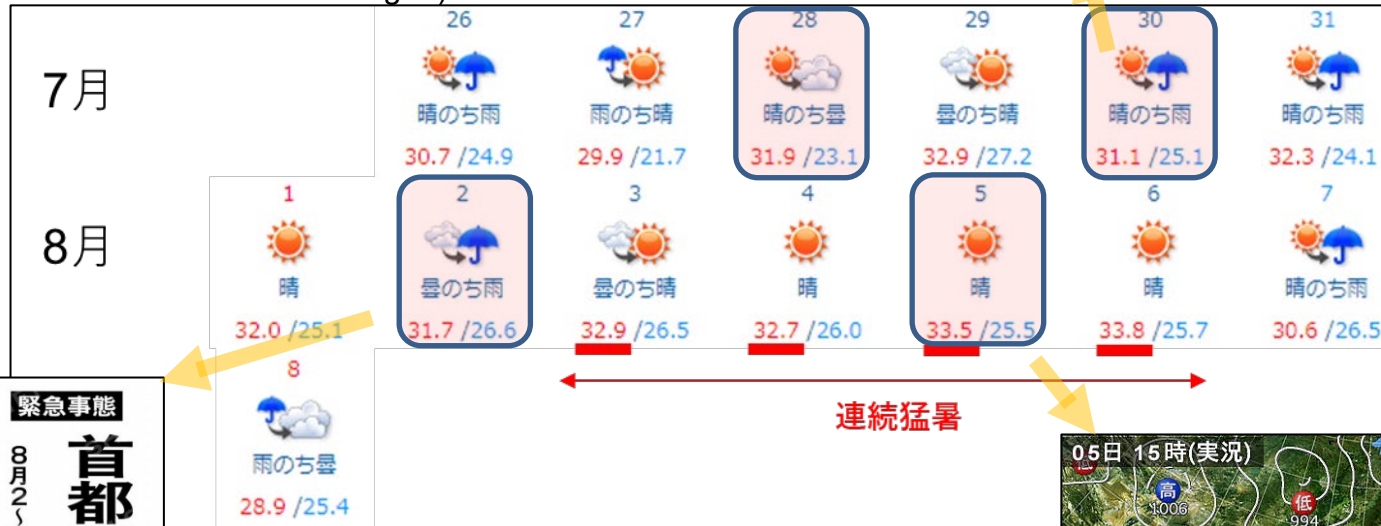 26 27 28 29 30 31
7月
晴のち雨 雨のち晴 晴のち曇 曇のち晴 晴のち雨 晴のち雨
30.7 /24.9 29.9 /21.7 31.9 /23.1 32.9 /27.2 31.1 /25.1 32.3 /24.1
1 2 3 4 5 6 7
8月
晴 曇のち雨 曇のち晴 晴 晴 晴 晴のち雨
32.0 /25.1 31.7 /26.6 32.9 /26.5 32.7 /26.0 33.5 /25.5 33.8 /25.7 30.6 /26.5
8
雨のち曇
28.9 /25.4
連続猛暑
緊急事態
首都
8月2〜
05日 15時(実況)
低
高
1006
低
994